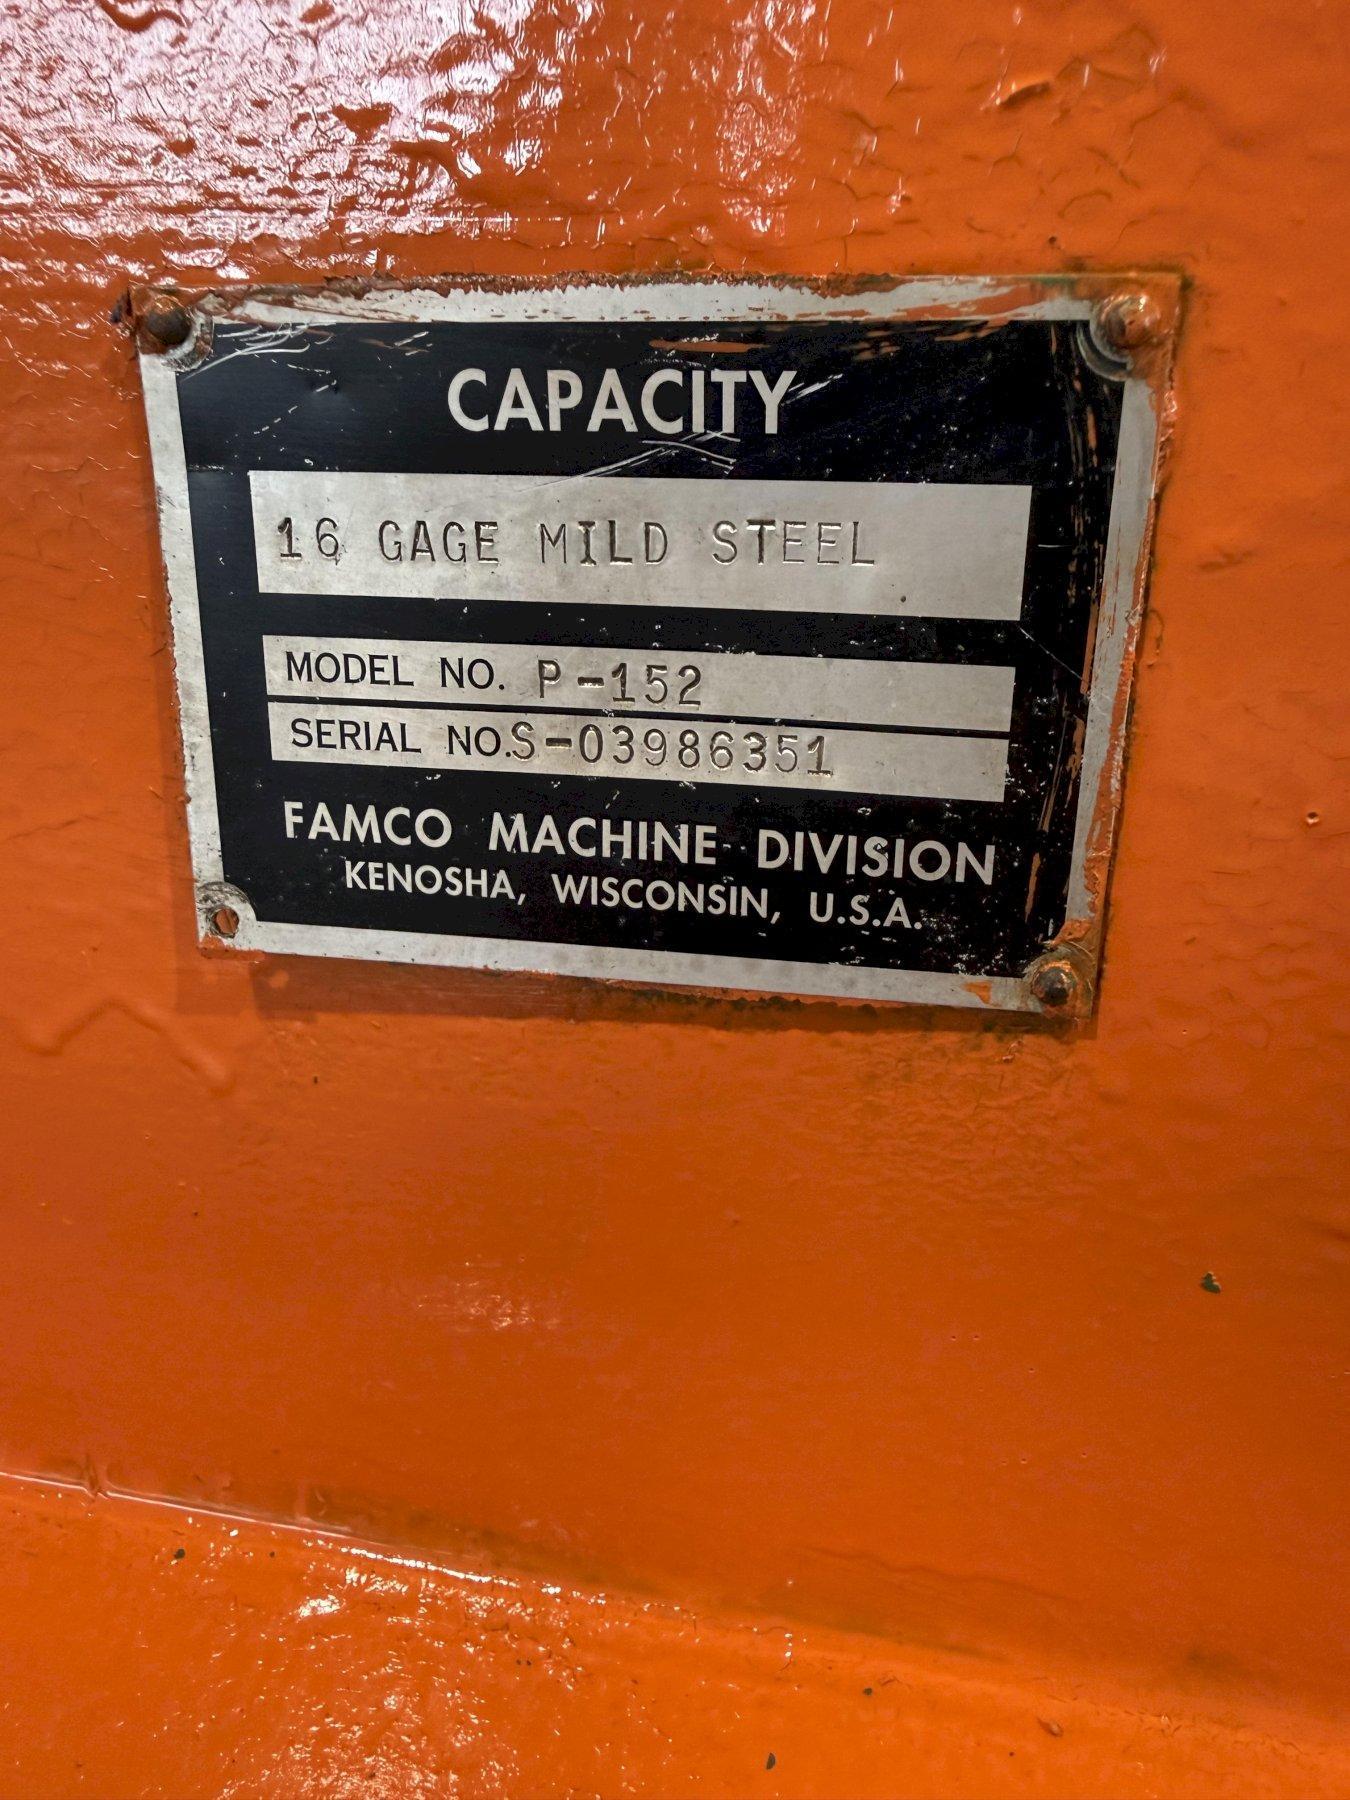 CAPACITY
16 GAGE MILD STEEL
MODEL NO. P-152
SERIAL NO. S-03986351
FAMCO MACHINE DIVISION
KENOSHA, WISCONSIN, U.S.A.